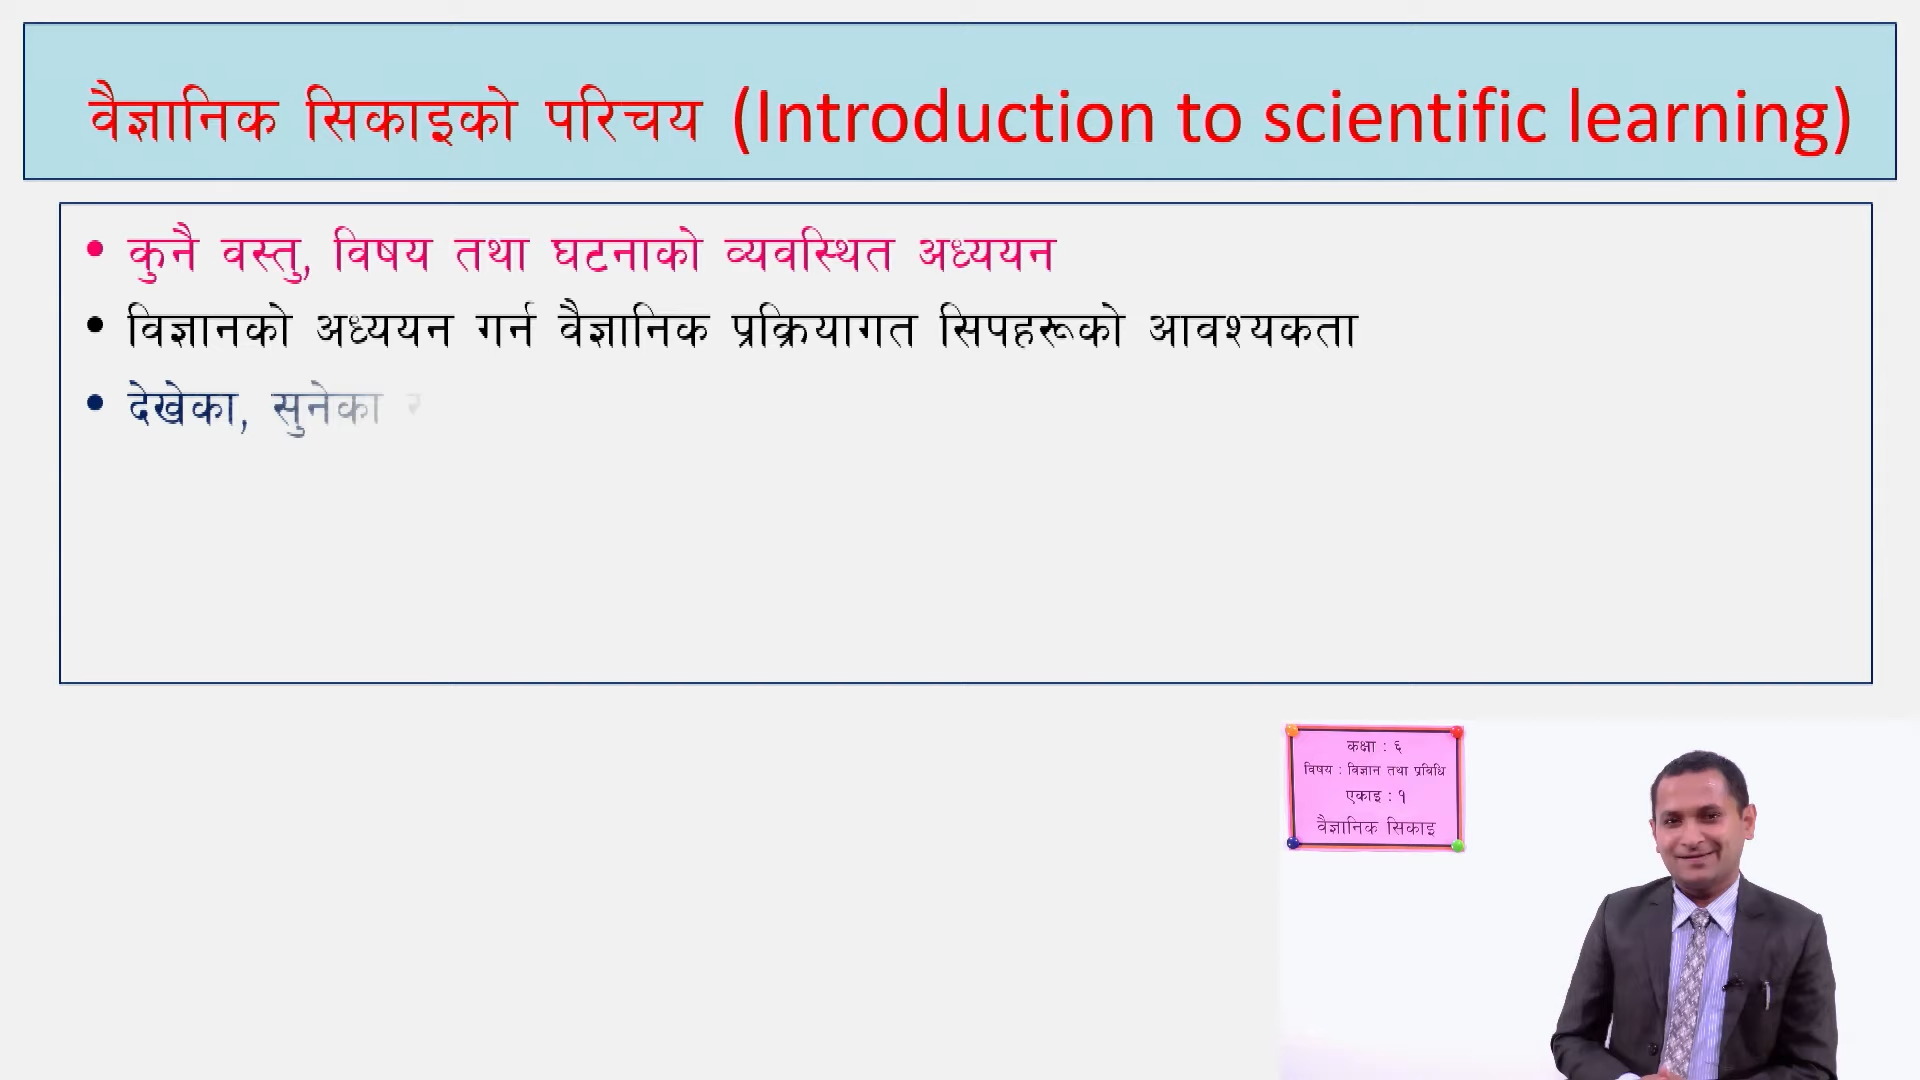 वैज्ञानिक सिकाइको परिचय (Introduction to scientific learning)
• कुनै वस्तु, विषय तथा घटनाको व्यवस्थित अध्ययन
• विज्ञानको अध्ययन गर्न वैज्ञानिक प्रक्रियागत सिपहरूको आवश्यकता
• देखेका, सुनेका
कक्षा : ६
विषय : विज्ञान तथा प्रबिधि
एकाइ : १
वैज्ञानिक सिकाइ